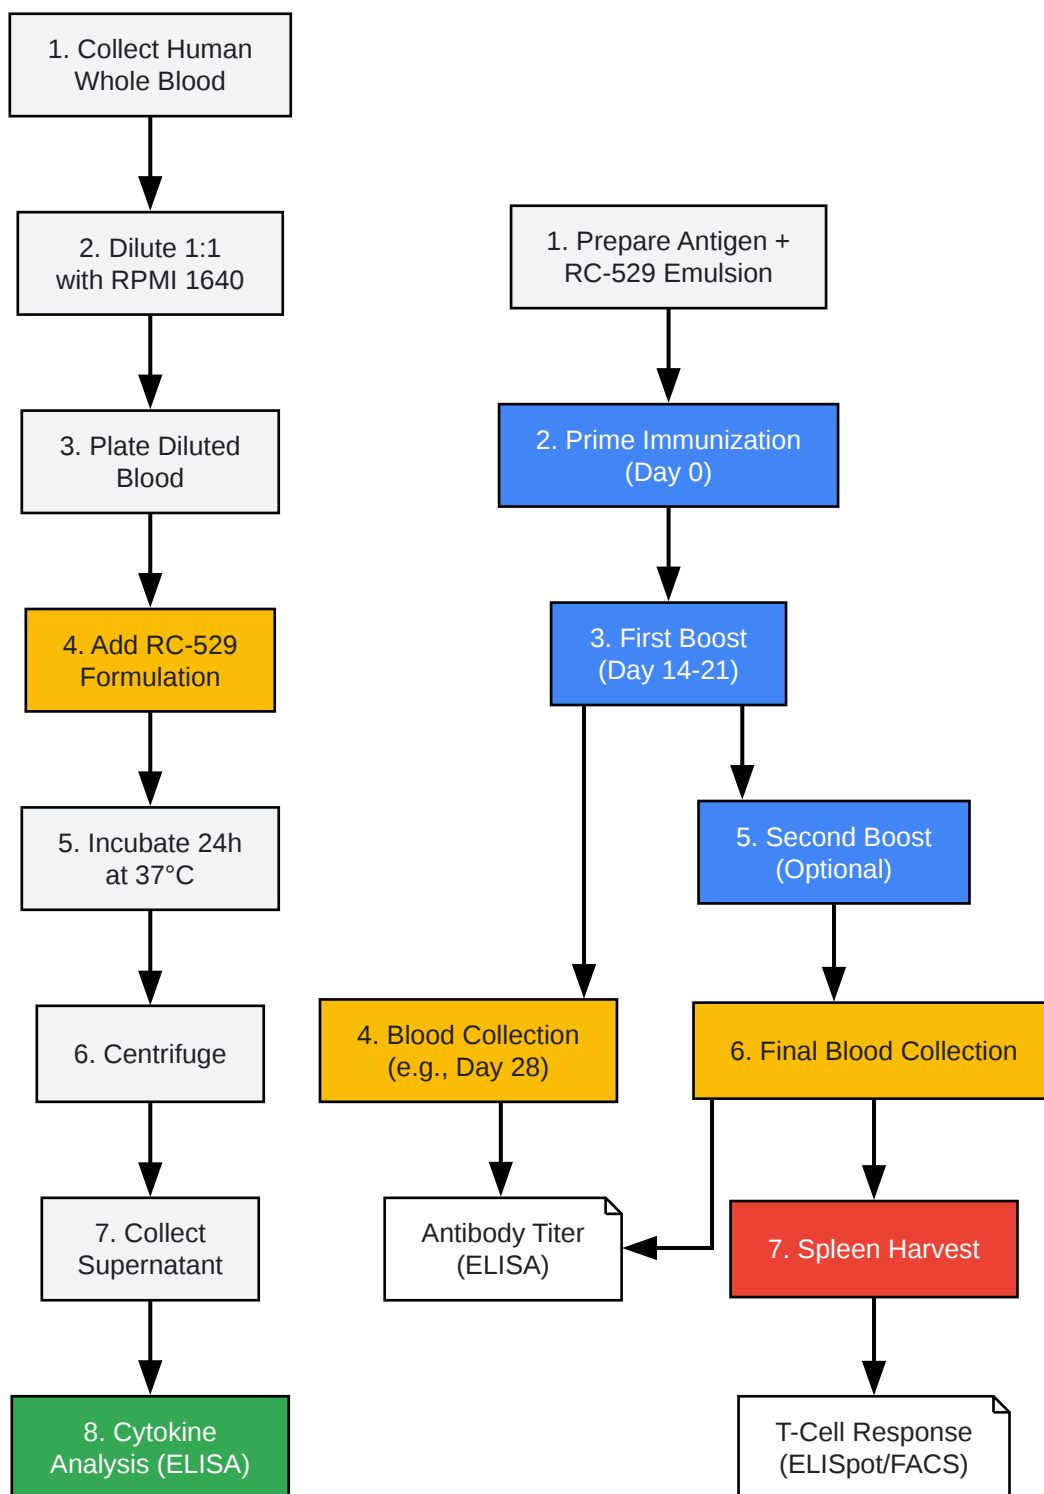 1. Collect Human
Whole Blood
2. Dilute 1:1
with RPMI 1640
3. Plate Diluted
Blood
4. Add RC-529
Formulation
5. Incubate 24h
at 37°C
6. Centrifuge
7. Collect
Supernatant
8. Cytokine
Analysis (ELISA)
1. Prepare Antigen +
RC-529 Emulsion
2. Prime Immunization
(Day 0)
3. First Boost
(Day 14-21)
4. Blood Collection
(e.g., Day 28)
Antibody Titer
(ELISA)
5. Second Boost
(Optional)
6. Final Blood Collection
7. Spleen Harvest
T-Cell Response
(ELISpot/FACS)